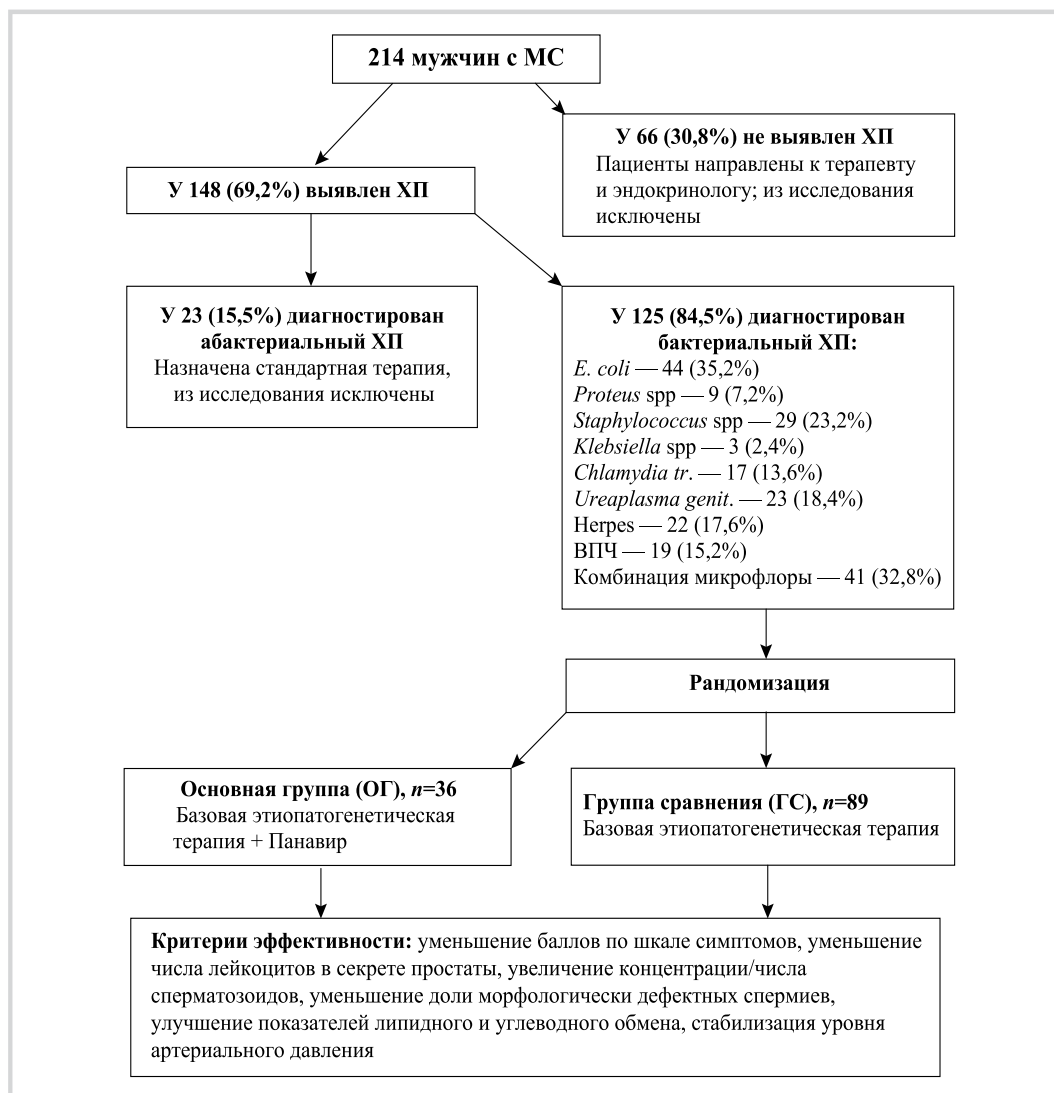 214 мужчин с МС
У 66 (30,8%) не выявлен ХП
Пациенты направлены к терапевту
и эндокринологу; из исследования
исключены
У 148 (69,2%) выявлен ХП
У 23 (15,5%) диагностирован
абактериальный ХП
Назначена стандартная терапия,
из исследования исключены
У 125 (84,5%) диагностирован
бактериальный ХП:
E. coli — 44 (35,2%)
Proteus spp — 9 (7,2%)
Staphylococcus spp — 29 (23,2%)
Klebsiella spp — 3 (2,4%)
Chlamydia tr. — 17 (13,6%)
Ureaplasma genit. — 23 (18,4%)
Herpes — 22 (17,6%)
ВПЧ — 19 (15,2%)
Комбинация микрофлоры — 41 (32,8%)
Рандомизация
Основная группа (ОГ), n=36
Базовая этиопатогенетическая
терапия + Панавир
Группа сравнения (ГС), n=89
Базовая этиопатогенетическая терапия
Критерии эффективности: уменьшение баллов по шкале симптомов, уменьшение
числа лейкоцитов в секрете простаты, увеличение концентрации/числа
сперматозоидов, уменьшение доли морфологически дефектных спермиев,
улучшение показателей липидного и углеводного обмена, стабилизация уровня
артериального давления